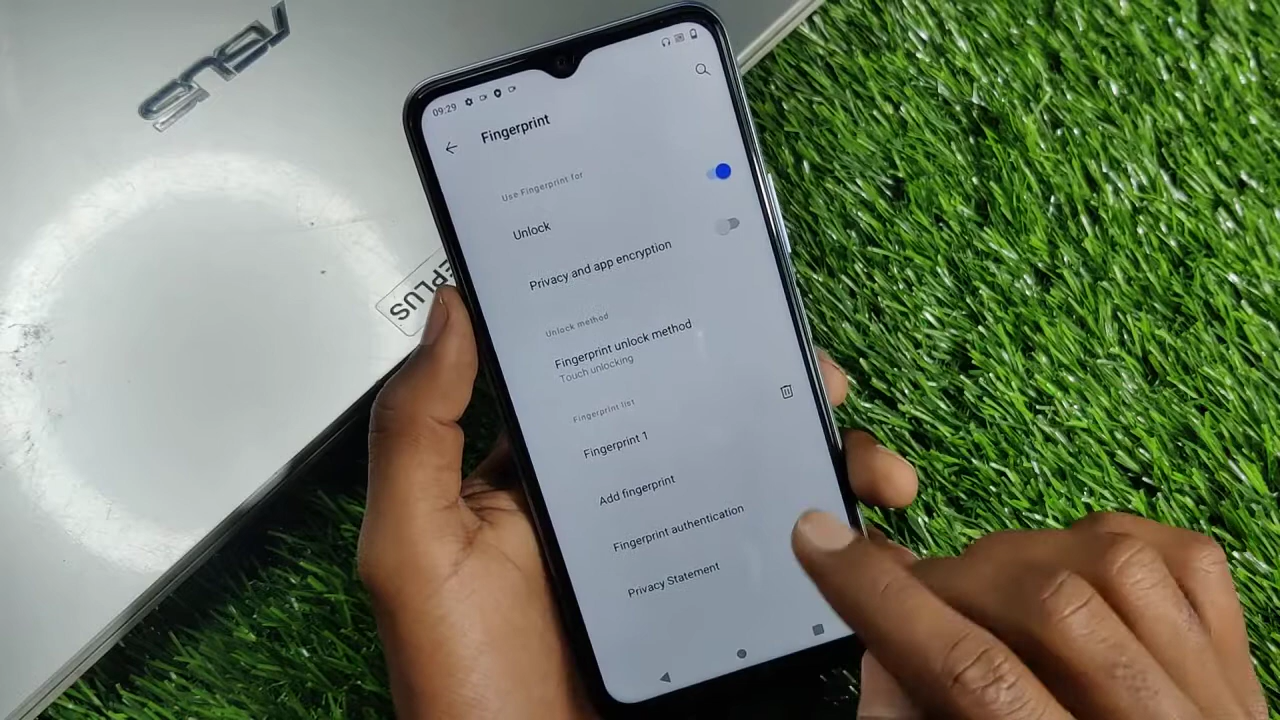 ASUS
EPLUS
09:29
Fingerprint
Use Fingerprint for
Unlock
Privacy and app encryption
Unlock method
Fingerprint unlock method
Touch unlocking
Fingerprint list
Fingerprint 1
Add fingerprint
Fingerprint authentication
Privacy Statement